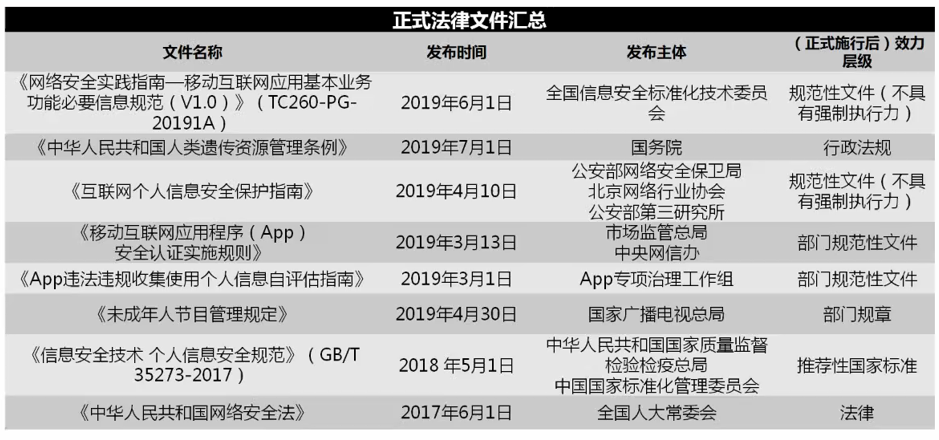 正式法律文件汇总
文件名称
发布时间
发布主体
（正式施行后）效力
层级
《网络安全实践指南—移动互联网应用基本业务
功能必要信息规范（V1.0）》（TC260-PG-
20191A）
2019年6月1日
全国信息安全标准化技术委员
会
规范性文件（不具
有强制执行力）
《中华人民共和国人类遗传资源管理条例》
2019年7月1日
国务院
行政法规
《互联网个人信息安全保护指南》
2019年4月10日
公安部网络安全保卫局
北京网络行业协会
公安部第三研究所
规范性文件（不具
有强制执行力）
《移动互联网应用程序（App）
安全认证实施规则》
2019年3月13日
市场监管总局
中央网信办
部门规范性文件
《App违法违规收集使用个人信息自评估指南》
2019年3月1日
App专项治理工作组
部门规范性文件
《未成年人节目管理规定》
2019年4月30日
国家广播电视总局
部门规章
《信息安全技术 个人信息安全规范》（GB/T
35273-2017）
2018 年5月1日
中华人民共和国国家质量监督
检验检疫总局
中国国家标准化管理委员会
推荐性国家标准
《中华人民共和国网络安全法》
2017年6月1日
全国人大常委会
法律